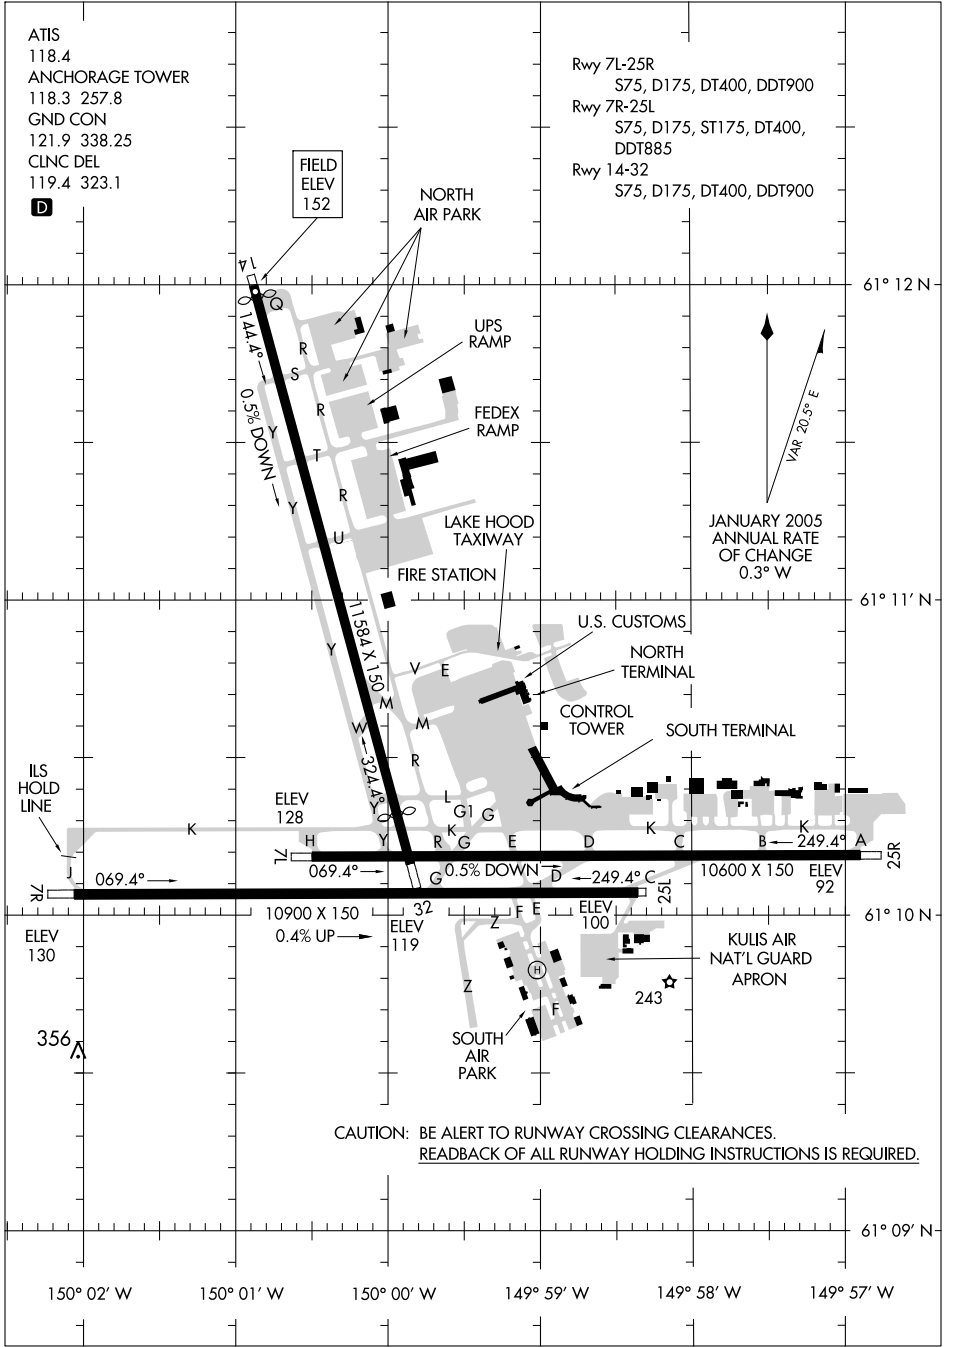 ATIS
118.4
ANCHORAGE TOWER
118.3 257.8
GND CON
121.9 338.25
CLNC DEL
119.4 323.1
D
Rwy 7L-25R
S75, D175, DT400, DDT900
Rwy 7R-25L
S75, D175, ST175, DT400,
DDT885
Rwy 14-32
S75, D175, DT400, DDT900
FIELD
ELEV
152
NORTH
AIR PARK
14
61° 12' N
Q
144.4°
UPS
RAMP
R
S
0.5% DOWN
R
FEDEX
RAMP
Y
T
VAR 20.5° E
R
Y
U
LAKE HOOD
TAXIWAY
JANUARY 2005
ANNUAL RATE
OF CHANGE
0.3° W
FIRE STATION
61° 11' N
11584 X 150
U.S. CUSTOMS
Y
NORTH
TERMINAL
V
E
M
M
W
CONTROL
TOWER
SOUTH TERMINAL
324.4°
R
ILS
HOLD
LINE
L
G1
G
Y
ELEV
128
K
K
K
K
H
Y
R
G
E
D
C
B
249.4°
A
7L
25R
069.4°
0.5% DOWN
10600 X 150
ELEV
92
J
069.4°
G
D
249.4°
C
7R
25L
32
10900 X 150
0.4% UP
ELEV
119
Z
F
E
ELEV
100
61° 10' N
ELEV
130
KULIS AIR
NAT'L GUARD
APRON
H
Z
243
F
SOUTH
AIR
PARK
356
CAUTION: BE ALERT TO RUNWAY CROSSING CLEARANCES.
READBACK OF ALL RUNWAY HOLDING INSTRUCTIONS IS REQUIRED.
61° 09' N
150° 02' W
150° 01' W
150° 00' W
149° 59' W
149° 58' W
149° 57' W